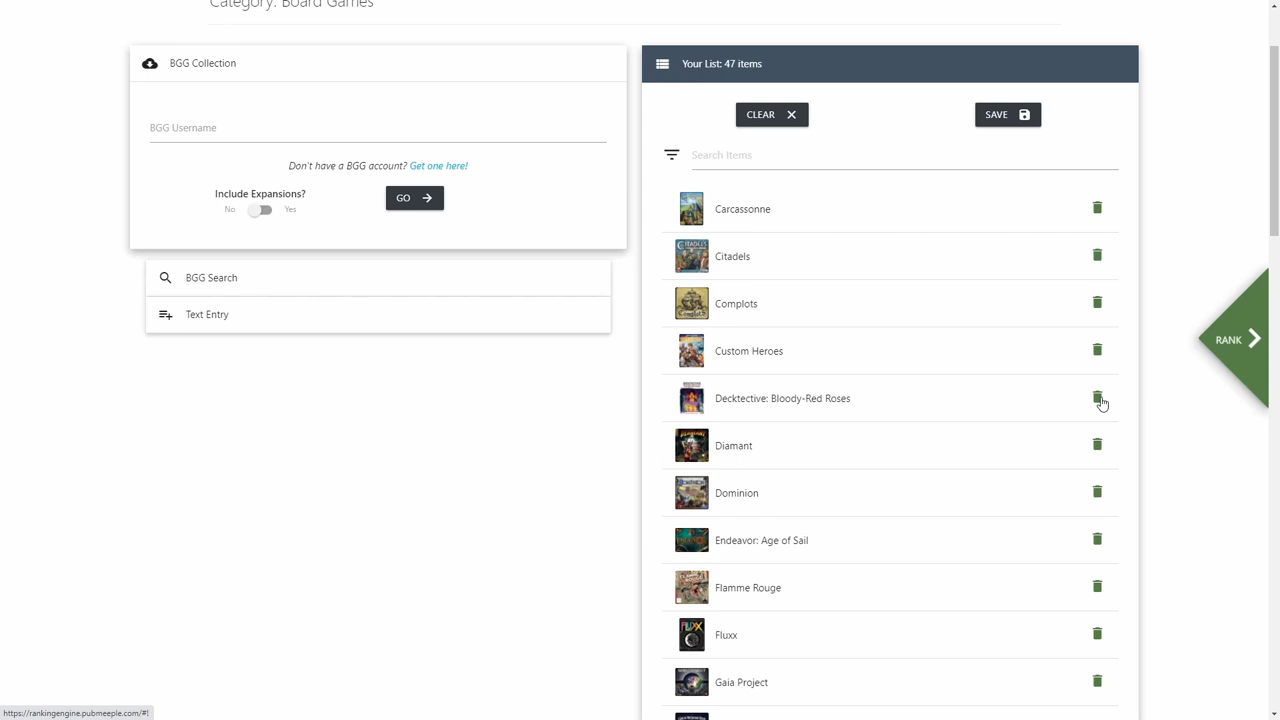 Category: Board Games
BGG Collection
BGG Username
Don't have a BGG account? Get one here!
Include Expansions?
No
Yes
GO
BGG Search
Text Entry
Your List: 47 items
CLEAR
SAVE
Search Items
Carcassonne
Citadels
Complots
Custom Heroes
Decktective: Bloody-Red Roses
Diamant
Dominion
Endeavor: Age of Sail
Flamme Rouge
FLUXX
Fluxx
Gaia Project
RANK
https://rankingengine.pubmeeple.com/#!